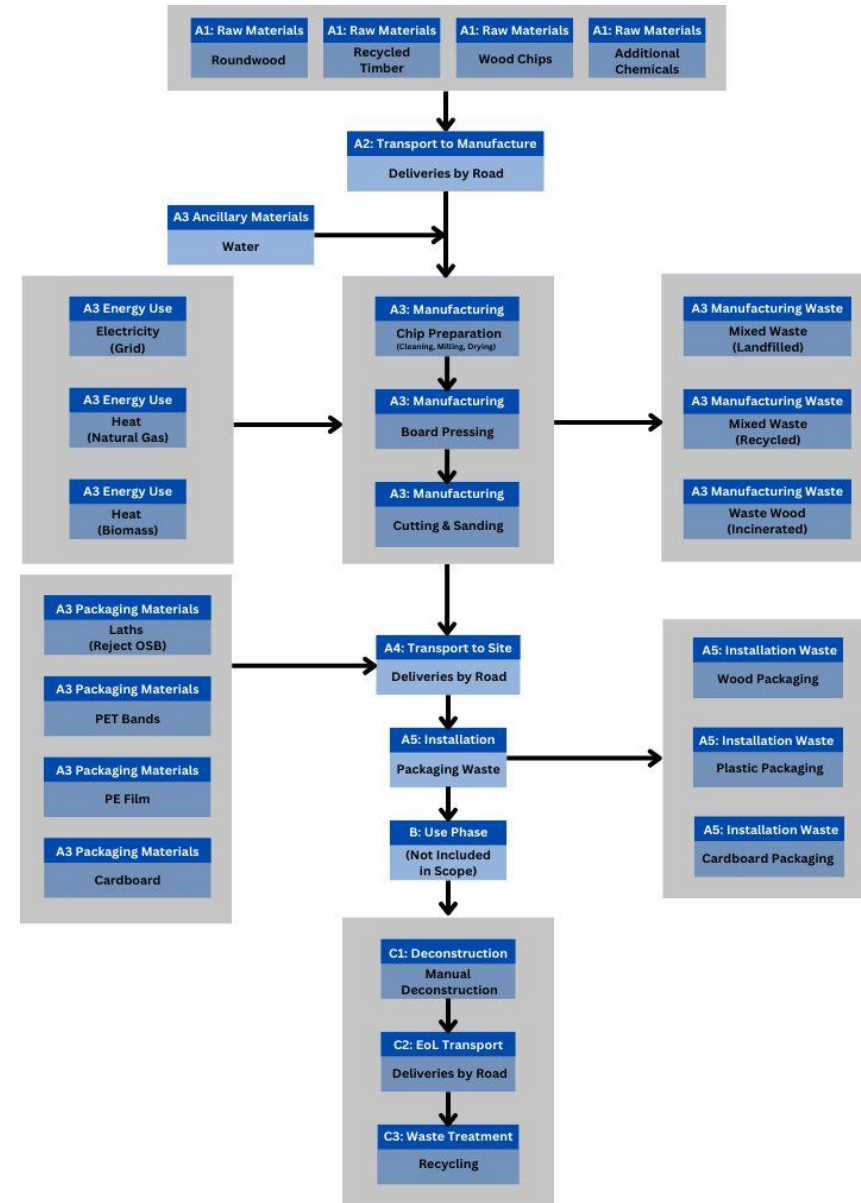 A1: Raw Materials
Roundwood
A1: Raw Materials
Recycled
Timber
A1: Raw Materials
Wood Chips
A1: Raw Materials
Additional
Chemicals
A2: Transport to Manufacture
Deliveries by Road
A3 Ancillary Materials
Water
A3 Energy Use
Electricity
(Grid)
A3 Energy Use
Heat
(Natural Gas)
A3 Energy Use
Heat
(Biomass)
A3: Manufacturing
Chip Preparation
(Cleaning, Milling, Drying)
A3: Manufacturing
Board Pressing
A3: Manufacturing
Cutting & Sanding
A3 Manufacturing Waste
Mixed Waste
(Landfilled)
A3 Manufacturing Waste
Mixed Waste
(Recycled)
A3 Manufacturing Waste
Waste Wood
(Incinerated)
A3 Packaging Materials
Laths
(Reject OSB)
A3 Packaging Materials
PET Bands
A3 Packaging Materials
PE Film
A3 Packaging Materials
Cardboard
A4: Transport to Site
Deliveries by Road
A5: Installation
Packaging Waste
B: Use Phase
(Not Included
in Scope)
A5: Installation Waste
Wood Packaging
A5: Installation Waste
Plastic Packaging
A5: Installation Waste
Cardboard Packaging
C1: Deconstruction
Manual
Deconstruction
C2: EoL Transport
Deliveries by Road
C3: Waste Treatment
Recycling